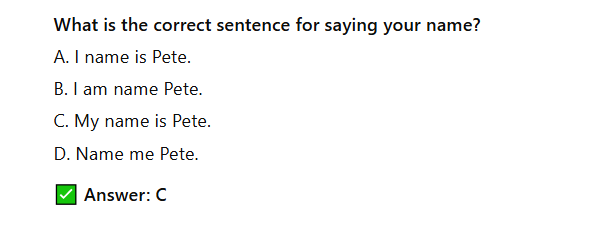 What is the correct sentence for saying your name?
A. I name is Pete.
B. I am name Pete.
C. My name is Pete.
D. Name me Pete.
✅ Answer: C